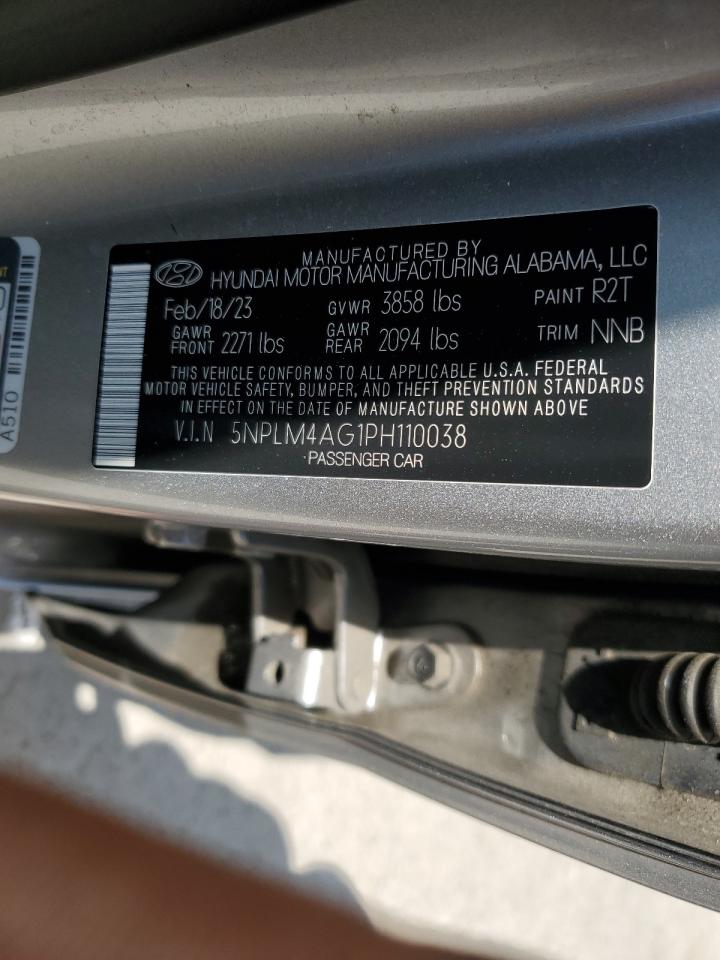 MANUFACTURED BY
HYUNDAI MOTOR MANUFACTURING ALABAMA, LLC
Feb/18/23 GVWR 3858 lbs PAINT R2T
GAWR FRONT 2271 lbs GAWR REAR 2094 lbs TRIM NNB
THIS VEHICLE CONFORMS TO ALL APPLICABLE U.S.A. FEDERAL
MOTOR VEHICLE SAFETY, BUMPER, AND THEFT PREVENTION STANDARDS
IN EFFECT ON THE DATE OF MANUFACTURE SHOWN ABOVE
V.I.N 5NPLM4AG1PH110038
·PASSENGER CAR
A510